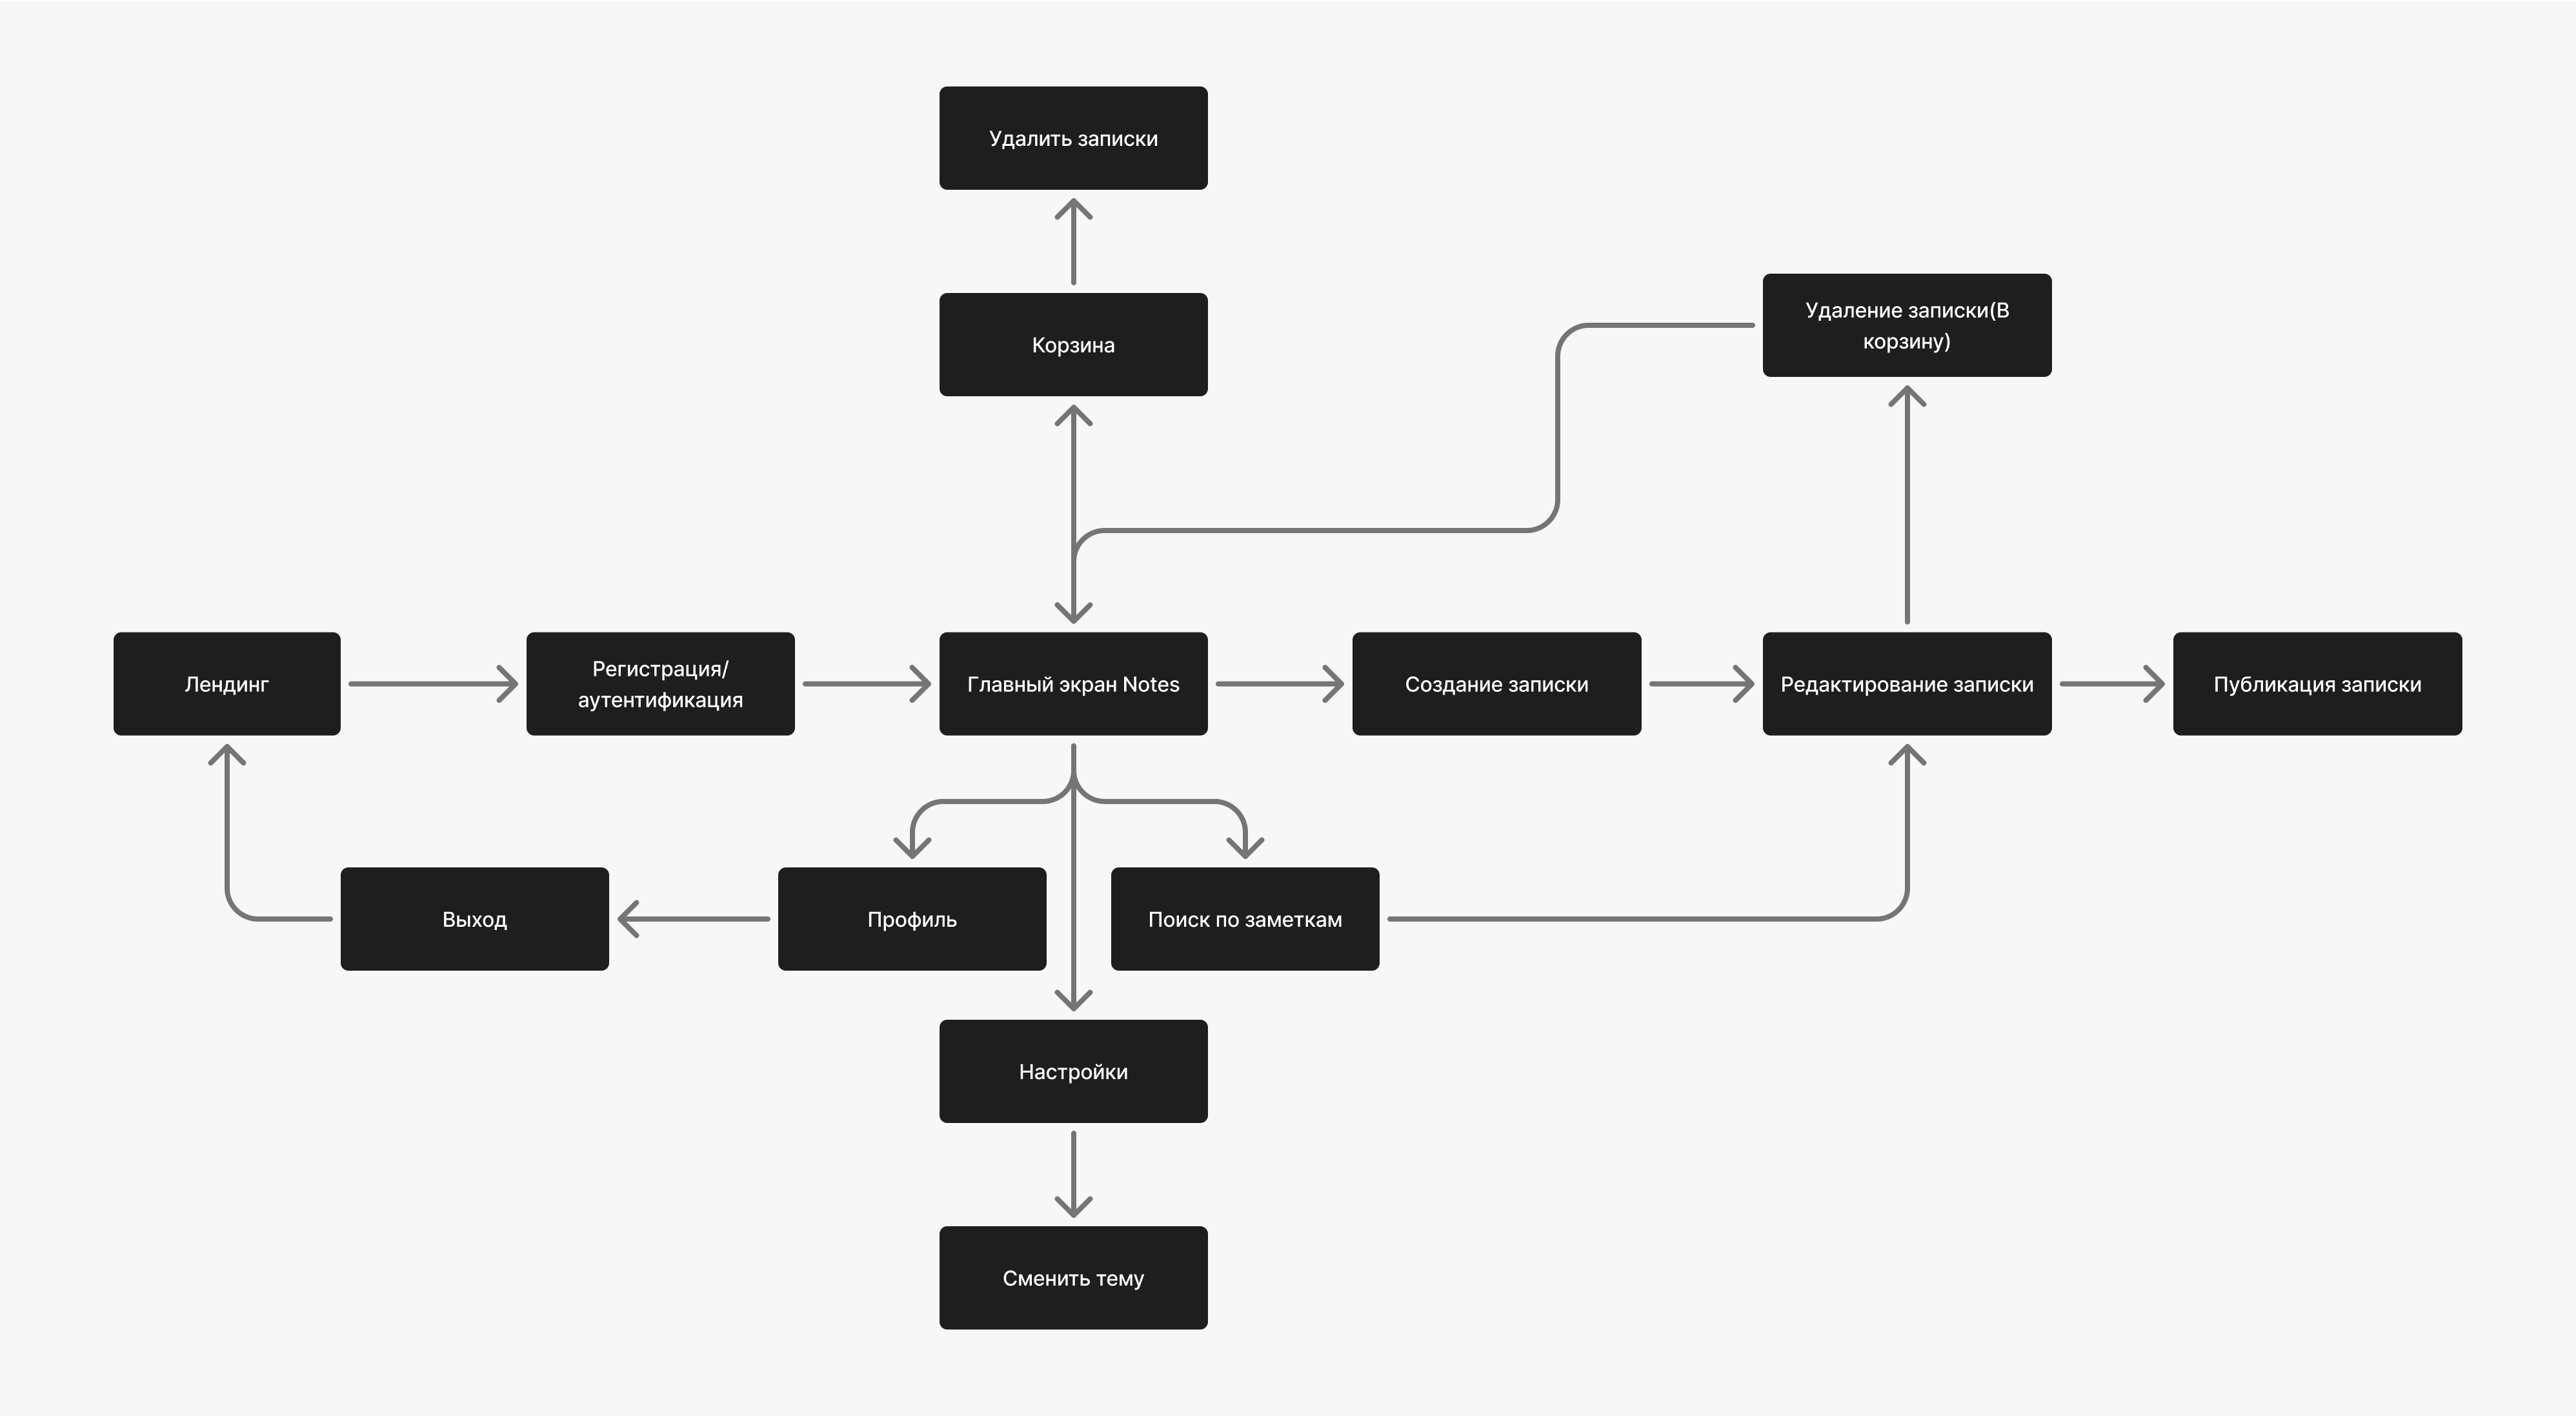 Удалить записки
Корзина
Удаление записки(В
корзину)
Лендинг
Регистрация/
аутентификация
Главный экран Notes
Создание записки
Редактирование записки
Публикация записки
Выход
Профиль
Поиск по заметкам
Настройки
Сменить тему